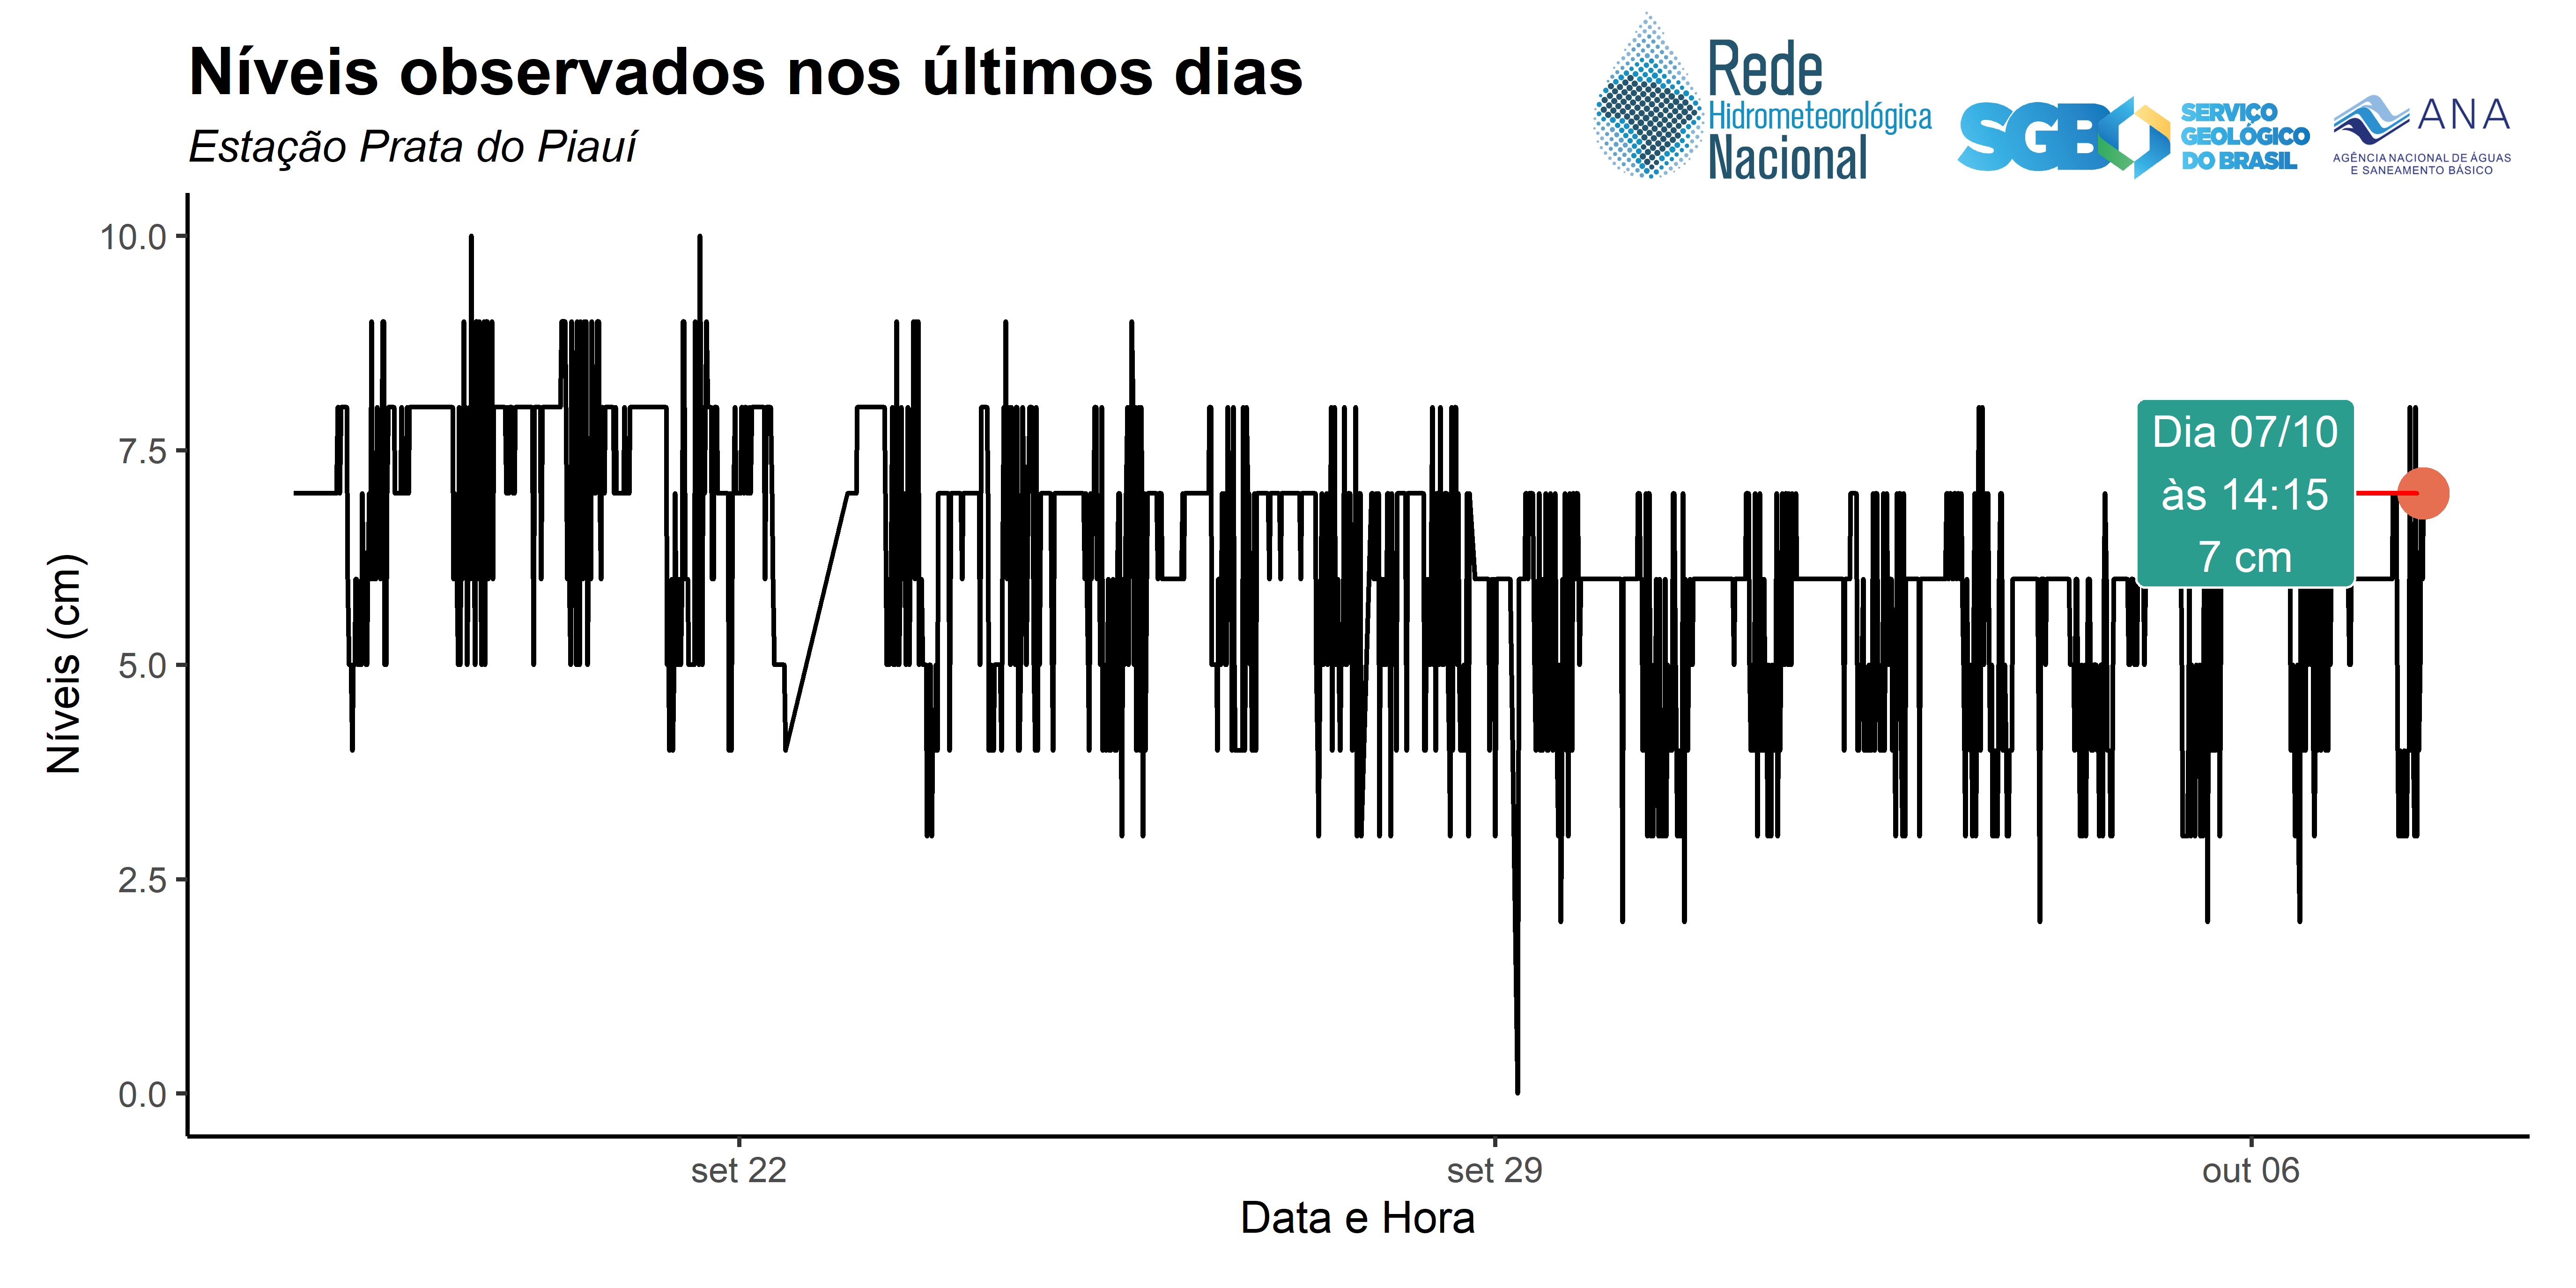 Níveis observados nos últimos dias
Estação Prata do Piauí
Rede
Hidrometeorológica
Nacional
SGB
SERVIÇO
GEOLÓGICO
DO BRASIL
ANA
AGÊNCIA NACIONAL DE ÁGUAS
E SANEAMENTO BÁSICO
10.0
7.5
5.0
2.5
0.0
Níveis (cm)
Dia 07/10
às 14:15
7 cm
set 22
set 29
out 06
Data e Hora